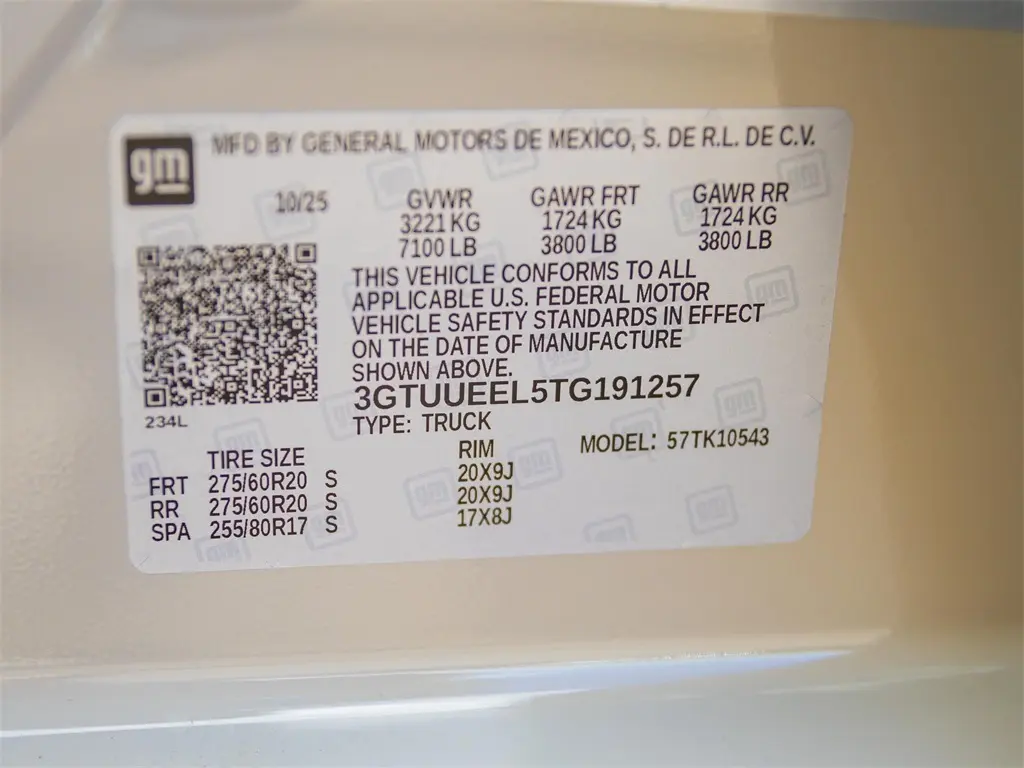 gm
MFD BY GENERAL MOTORS DE MEXICO, S. DE R.L. DE C.V.
10/25 GVWR GAWR FRT GAWR RR
3221 KG 1724 KG 1724 KG
7100 LB 3800 LB 3800 LB
THIS VEHICLE CONFORMS TO ALL
APPLICABLE U.S. FEDERAL MOTOR
VEHICLE SAFETY STANDARDS IN EFFECT
ON THE DATE OF MANUFACTURE
SHOWN ABOVE.
3GTUUEEL5TG191257
234L
TYPE: TRUCK
MODEL: 57TK10543
TIRE SIZE RIM
FRT 275/60R20 S 20X9J
RR 275/60R20 S 20X9J
SPA 255/80R17 S 17X8J